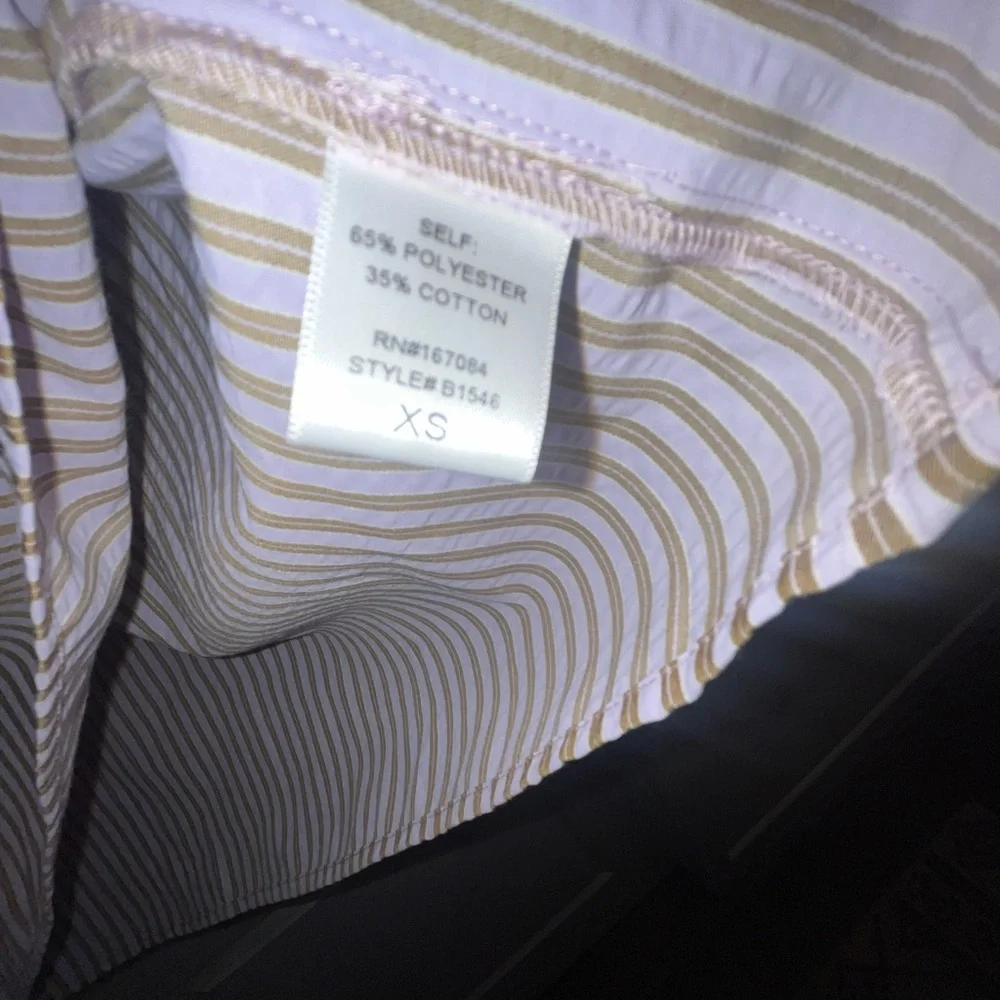 SELF:
65% POLYESTER
35% COTTON
RN#167084
STYLE# B1546
XS